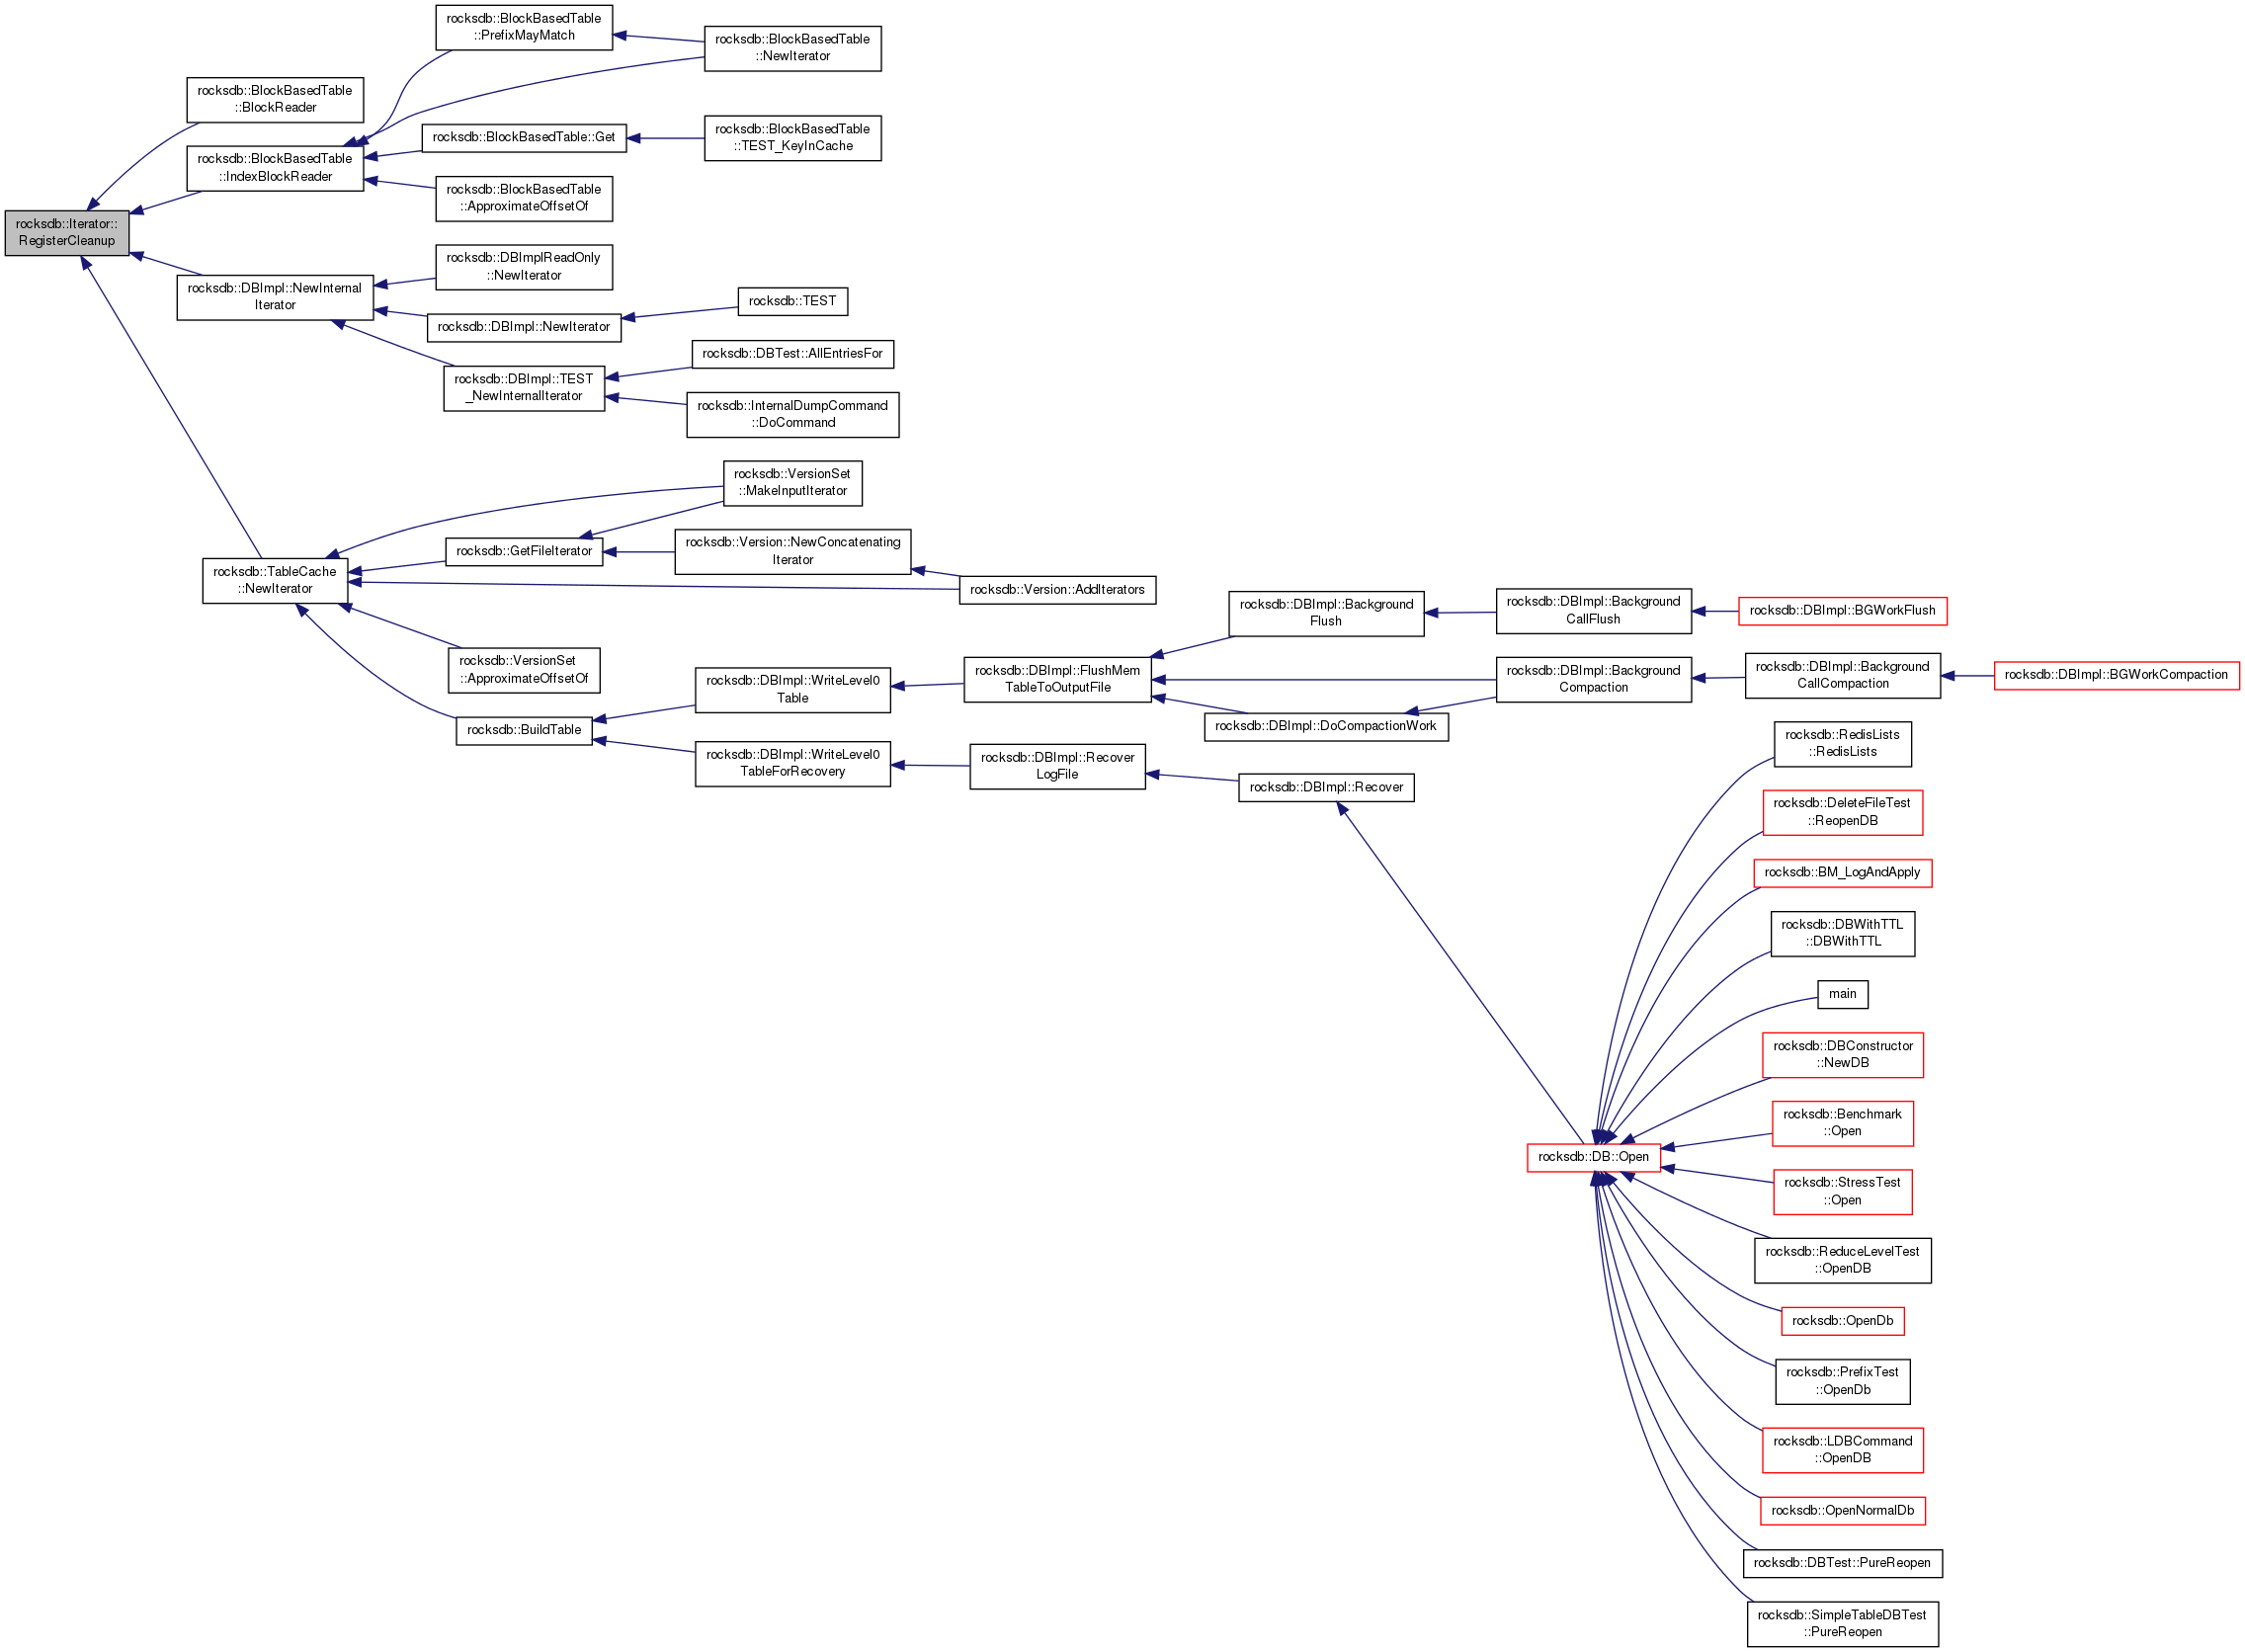 rocksdb::Iterator::
RegisterCleanup
rocksdb::BlockBasedTable
::BlockReader
rocksdb::BlockBasedTable
::IndexBlockReader
rocksdb::DBImpl::NewInternal
Iterator
rocksdb::TableCache
::NewIterator
rocksdb::BlockBasedTable
::PrefixMayMatch
rocksdb::BlockBasedTable::Get
rocksdb::BlockBasedTable
::ApproximateOffsetOf
rocksdb::DBImplReadOnly
::NewIterator
rocksdb::DBImpl::NewIterator
rocksdb::DBImpl::TEST
_NewInternalIterator
rocksdb::GetFileIterator
rocksdb::VersionSet
::ApproximateOffsetOf
rocksdb::BuildTable
rocksdb::BlockBasedTable
::NewIterator
rocksdb::BlockBasedTable
::TEST_KeyInCache
rocksdb::TEST
rocksdb::DBTest::AllEntriesFor
rocksdb::InternalDumpCommand
::DoCommand
rocksdb::VersionSet
::MakeInputIterator
rocksdb::Version::NewConcatenating
Iterator
rocksdb::DBImpl::WriteLevel0
Table
rocksdb::DBImpl::WriteLevel0
TableForRecovery
rocksdb::Version::AddIterators
rocksdb::DBImpl::FlushMem
TableToOutputFile
rocksdb::DBImpl::Recover
LogFile
rocksdb::DBImpl::Background
Flush
rocksdb::DBImpl::DoCompactionWork
rocksdb::DBImpl::Recover
rocksdb::DBImpl::Background
CallFlush
rocksdb::DBImpl::Background
Compaction
rocksdb::DB::Open
rocksdb::DBImpl::BGWorkFlush
rocksdb::DBImpl::Background
CallCompaction
rocksdb::DBImpl::BGWorkCompaction
rocksdb::RedisLists
::RedisLists
rocksdb::DeleteFileTest
::ReopenDB
rocksdb::BM_LogAndApply
rocksdb::DBWithTTL
::DBWithTTL
main
rocksdb::DBConstructor
::NewDB
rocksdb::Benchmark
::Open
rocksdb::StressTest
::Open
rocksdb::ReduceLevelTest
::OpenDB
rocksdb::OpenDb
rocksdb::PrefixTest
::OpenDb
rocksdb::LDBCommand
::OpenDB
rocksdb::OpenNormalDb
rocksdb::DBTest::PureReopen
rocksdb::SimpleTableDBTest
::PureReopen